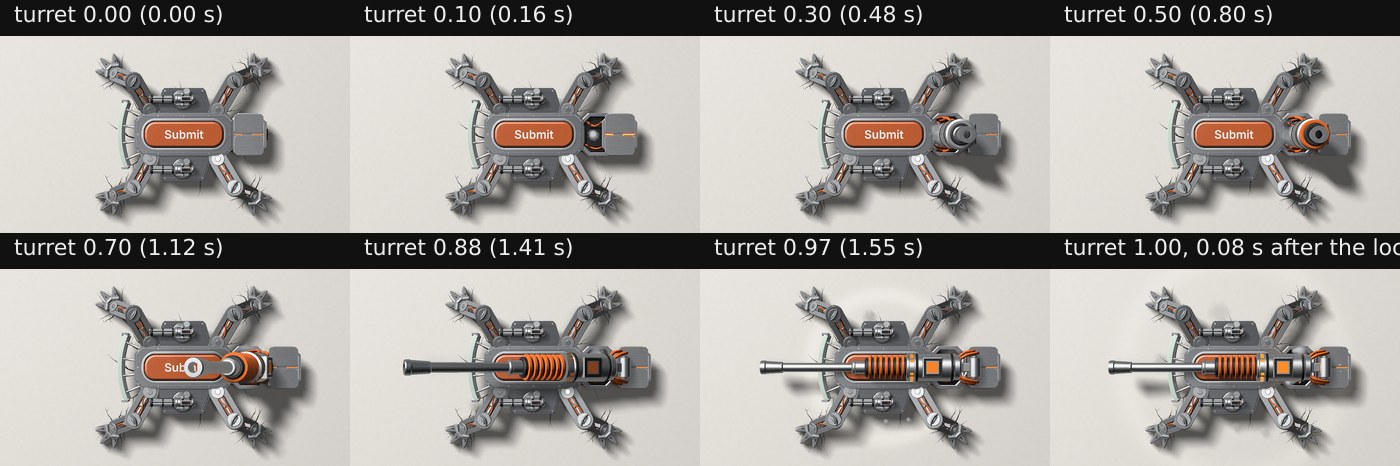 turret 0.00 (0.00 s)
turret 0.10 (0.16 s)
turret 0.30 (0.48 s)
turret 0.50 (0.80 s)
Submit
Submit
Submit
Submit
turret 0.70 (1.12 s)
turret 0.88 (1.41 s)
turret 0.97 (1.55 s)
turret 1.00, 0.08 s after the loc
Sub